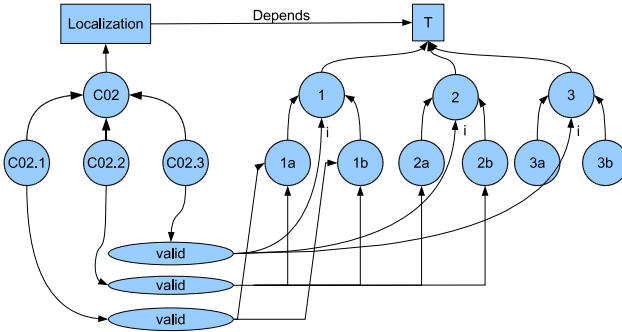 Localization
Depends
T
C02
1
2
3
i
i
i
C02.1
C02.2
C02.3
1a
1b
2a
2b
3a
3b
valid
valid
valid